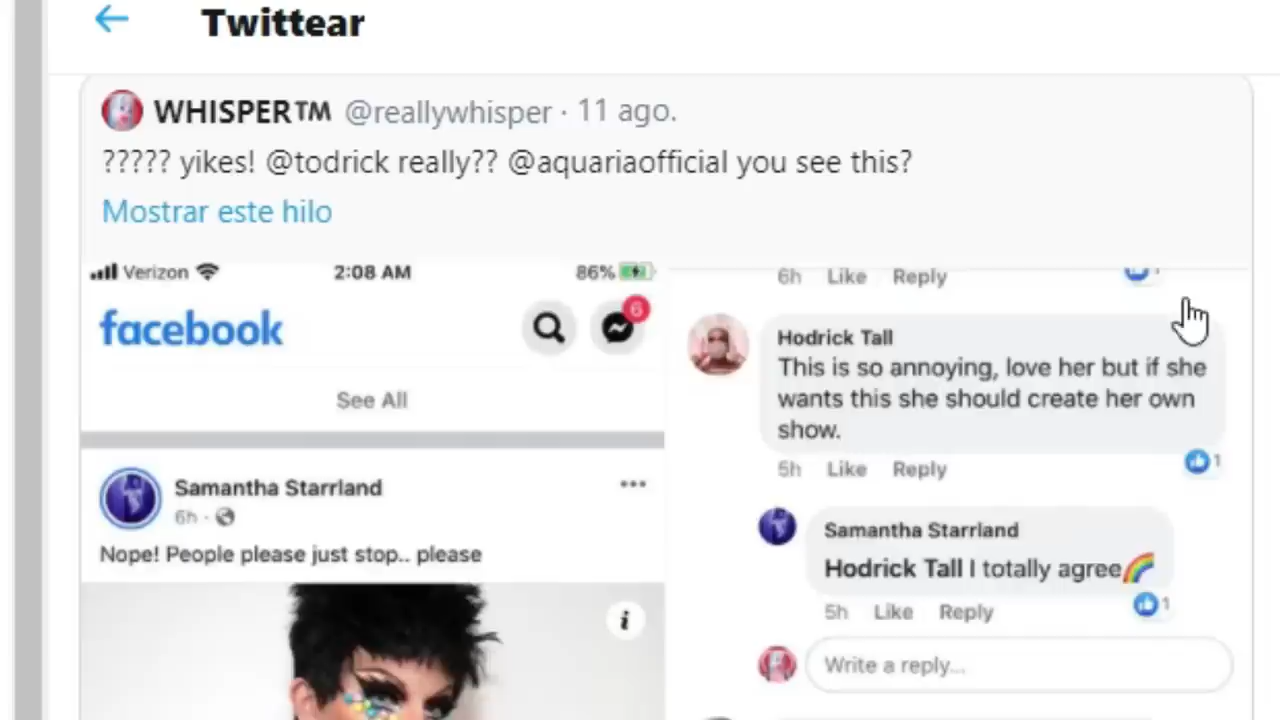 Twittear
WHISPER™ @reallywhisper · 11 ago.
????? yikes! @todrick really?? @aquariaofficial you see this?
Mostrar este hilo
Verizon 2:08 AM 86%
facebook
6
See All
Samantha Starrland
6h ·
Nope! People please just stop.. please
i
6h Like Reply
Hodrick Tall
This is so annoying, love her but if she
wants this she should create her own
show.
5h Like Reply 1
Samantha Starrland
Hodrick Tall I totally agree🌈
5h Like Reply 1
Write a reply...